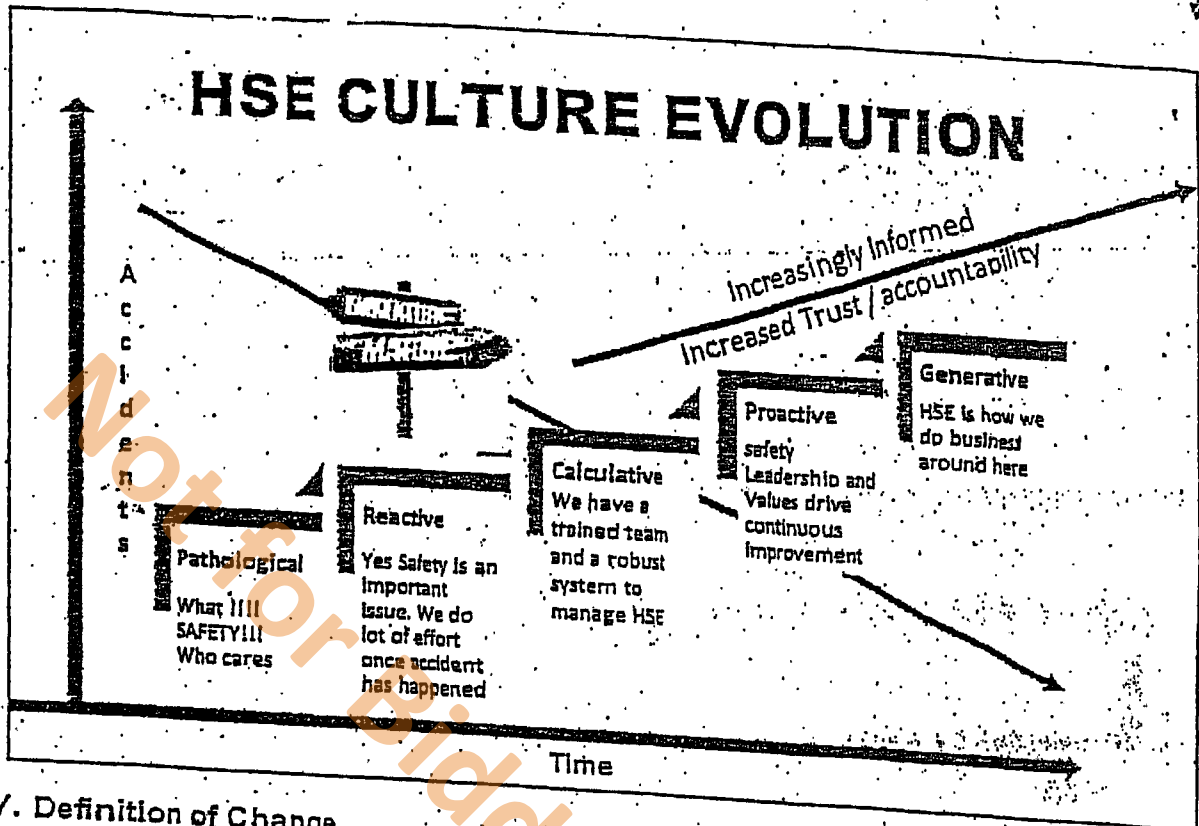 HSE CULTURE EVOLUTION
Accidents
Increasingly Informed
Increased Trust / accountability
Pathological
What !!!!
SAFETY!!!
Who cares
Reactive
Yes Safety is an
important
issue. We do
lot of effort
once accident
has happened
Calculative
We have a
trained team
and a robust
system to
manage HSE
Proactive
safety
Leadership and
Values drive
continuous
improvement
Generative
HSE is how we
do business
around here
Time
Definition of Change
Not for Bidd